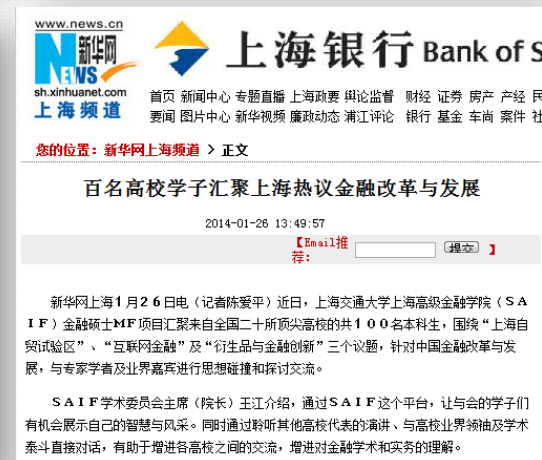 www.news.cn
新华网
NEWS
sh.xinhuanet.com
上海频道
上海银行 Bank of S
首页 新闻中心 专题直播 上海政要 舆论监督 财经 证券 房产 产经 民
要闻 图片中心 新华视频 廉政动态 浦江评论 银行 基金 车尚 案件 社
您的位置：新华网上海频道 > 正文
百名高校学子汇聚上海热议金融改革与发展
2014-01-26 13:49:57
【Email推荐： 提交 】
新华网上海1月26日电（记者陈爱平）近日，上海交通大学上海高级金融学院（SA
IF）金融硕士MF项目汇聚来自全国二十所顶尖高校的共100名本科生，围绕“上海自
贸试验区”、“互联网金融”及“衍生品与金融创新”三个议题，针对中国金融改革与发
展，与专家学者及业界嘉宾进行思想碰撞和探讨交流。
SAIF学术委员会主席（院长）王江介绍，通过SAIF这个平台，让与会的学子们
有机会展示自己的智慧与风采。同时通过聆听其他高校代表的演讲、与高校业界领袖及学术
泰斗直接对话，有助于增进各高校之间的交流，增进对金融学术和实务的理解。